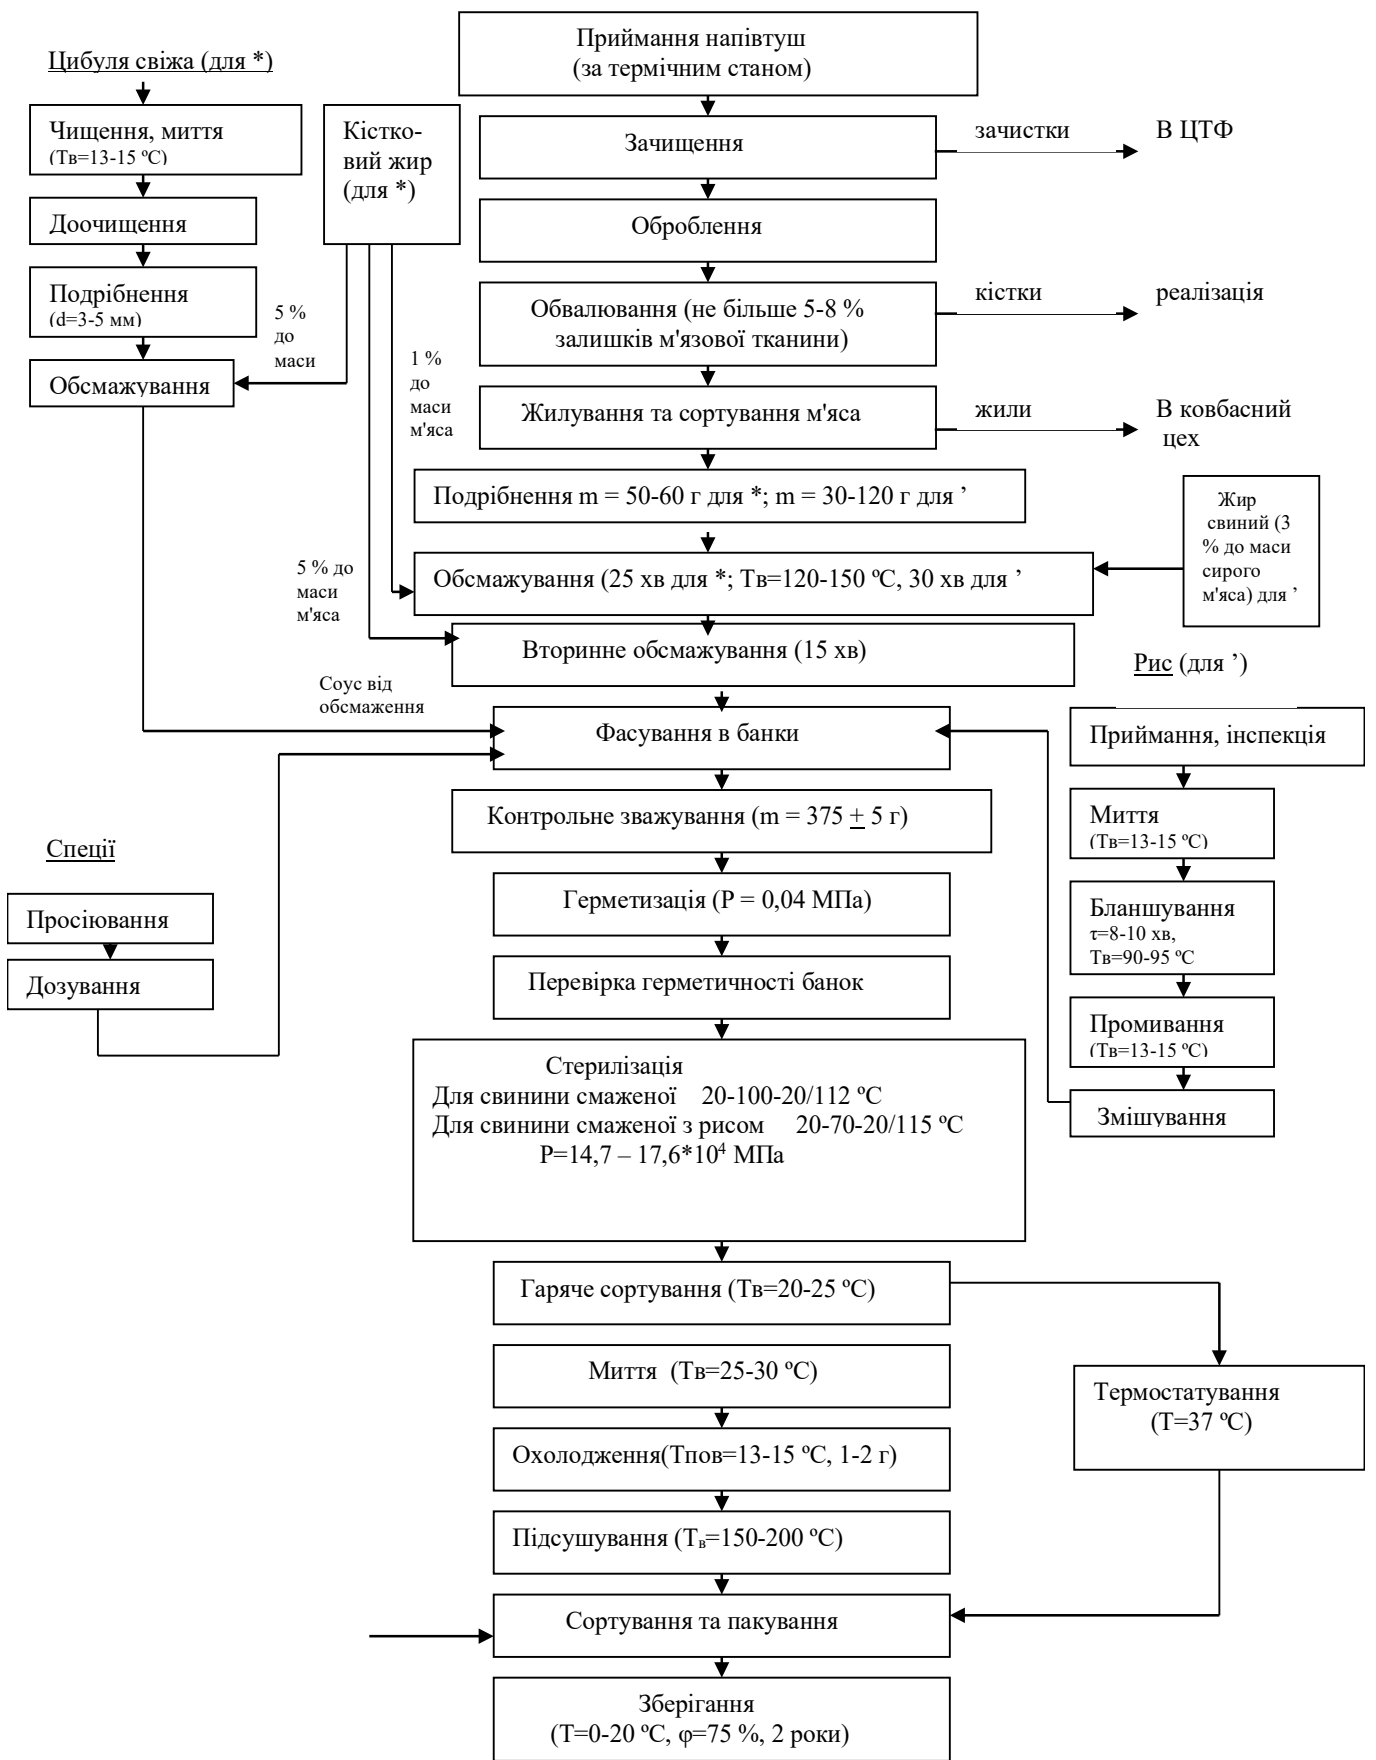 Приймання напівтуш
(за термічним станом)
Цибуля свіжа (для *)
Чищення, миття
(Тв=13-15 ºС)
Кістко-
вий жир
(для *)
Зачищення
зачистки
В ЦТФ
Доочищення
Оброблення
Подрібнення
(d=3-5 мм)
5 %
до
маси
Обвалювання (не більше 5-8 %
залишків м'язової тканини)
кістки
реалізація
Обсмажування
1 %
до
маси
м'яса
Жилування та сортування м'яса
жили
В ковбасний
цех
Подрібнення m = 50-60 г для *; m = 30-120 г для ’
Жир
свиний (3
% до маси
сирого
м'яса) для ’
5 % до
маси
м'яса
Обсмажування (25 хв для *; Тв=120-150 ºС, 30 хв для ’
Вторинне обсмажування (15 хв)
Рис (для ’)
Соус від
обсмаження
Фасування в банки
Приймання, інспекція
Контрольне зважування (m = 375 ± 5 г)
Миття
(Тв=13-15 ºС)
Спеції
Просіювання
Дозування
Герметизація (Р = 0,04 МПа)
Бланшування
τ=8-10 хв,
Тв=90-95 ºС
Перевірка герметичності банок
Промивання
(Тв=13-15 ºС)
Змішування
Стерилізація
Для свинини смаженої 20-100-20/112 ºС
Для свинини смаженої з рисом 20-70-20/115 ºС
Р=14,7 – 17,6*10⁴ МПа
Гаряче сортування (Тв=20-25 ºС)
Миття (Тв=25-30 ºС)
Термостатування
(Т=37 ºС)
Охолодження(Тпов=13-15 ºС, 1-2 г)
Підсушування (Тв=150-200 ºС)
Сортування та пакування
Зберігання
(Т=0-20 ºС, φ=75 %, 2 роки)